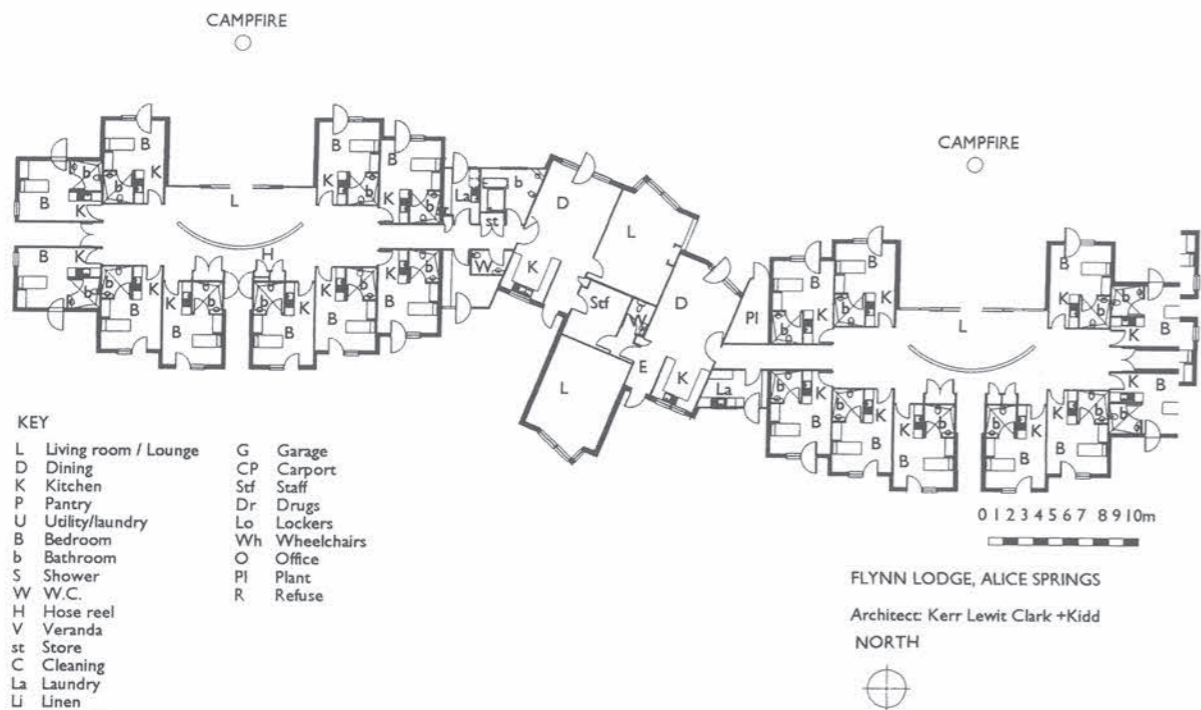 CAMPFIRE
CAMPFIRE
B K b
B K b
B K b
B K b
L
La b st
D
K
L
W
B K b
H
B K b
B K b
B K b
B K b
B K b
Stf
W
D
Pl
E
L
K
La
B K b
B K b
L
B K b
B K b
B K b
B K b
B K b
B K b
B K b
B K b
KEY
L Living room / Lounge
D Dining
K Kitchen
P Pantry
U Utility/laundry
B Bedroom
b Bathroom
S Shower
W W.C.
H Hose reel
V Veranda
st Store
C Cleaning
La Laundry
Li Linen
G Garage
CP Carport
Stf Staff
Dr Drugs
Lo Lockers
Wh Wheelchairs
O Office
Pl Plant
R Refuse
0 1 2 3 4 5 6 7 8 9 10m
FLYNN LODGE, ALICE SPRINGS
Architect: Kerr Lewit Clark +Kidd
NORTH